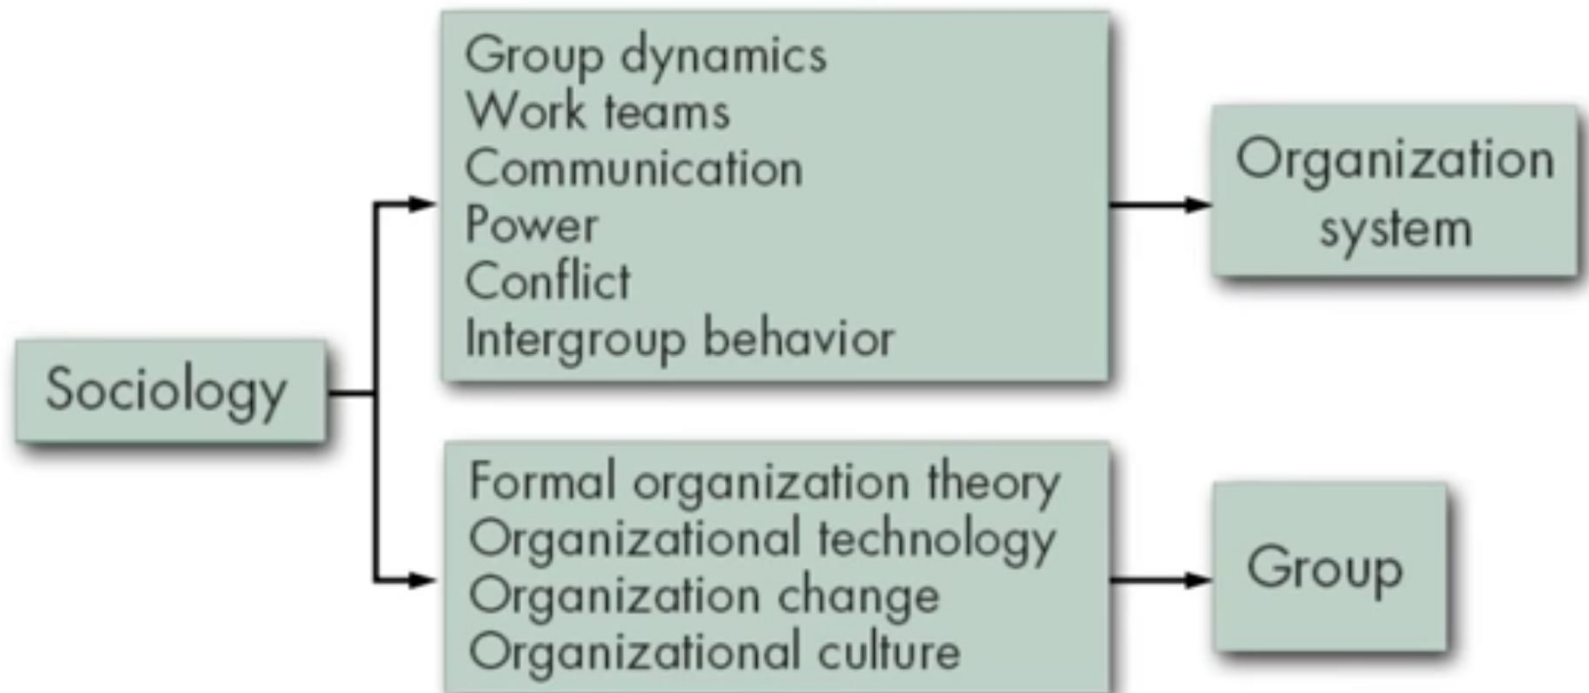 Sociology
Group dynamics
Work teams
Communication
Power
Conflict
Intergroup behavior
Organization
system
Formal organization theory
Organizational technology
Organization change
Organizational culture
Group